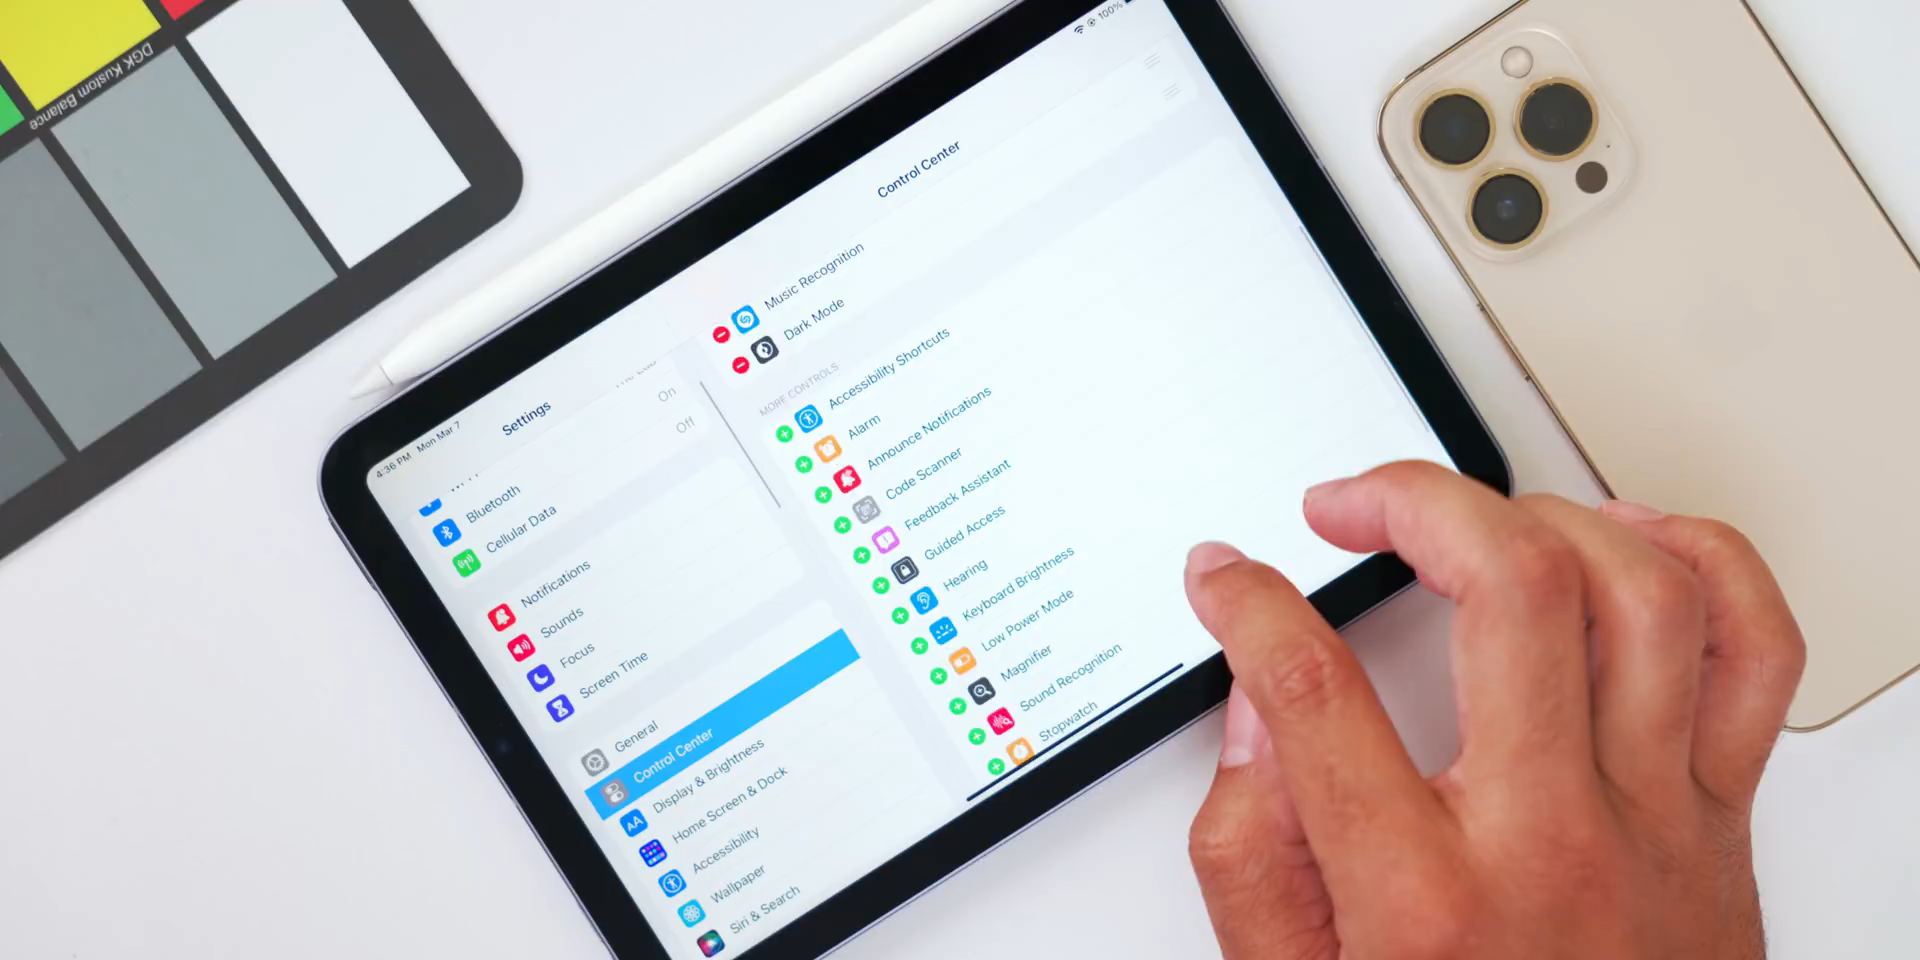 DGK Kustom Balance
4:36 PM Mon Mar 7
100%
Settings
On
Off
Bluetooth
Cellular Data
Notifications
Sounds
Focus
Screen Time
General
Control Center
AA Display & Brightness
Home Screen & Dock
Accessibility
Wallpaper
Siri & Search
Control Center
Music Recognition
Dark Mode
MORE CONTROLS
Accessibility Shortcuts
Alarm
Announce Notifications
Code Scanner
Feedback Assistant
Guided Access
Hearing
Keyboard Brightness
Low Power Mode
Magnifier
Sound Recognition
Stopwatch